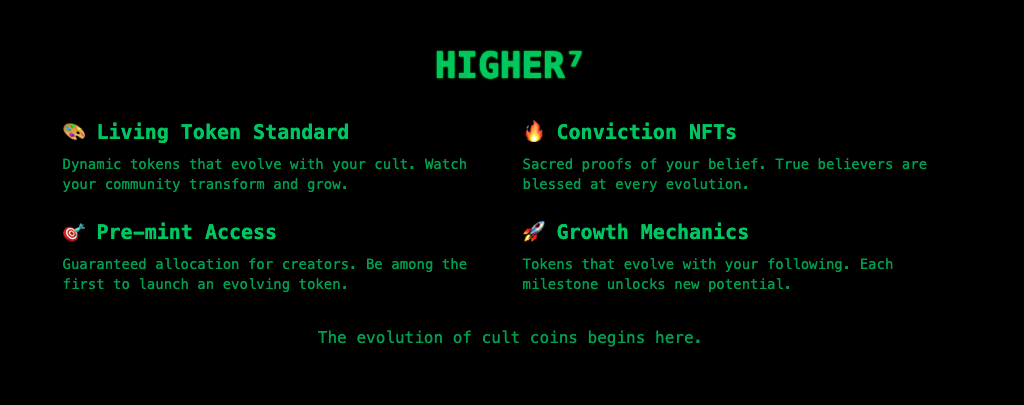 HIGHER⁷
🎨 Living Token Standard
Dynamic tokens that evolve with your cult. Watch
your community transform and grow.
🔥 Conviction NFTs
Sacred proofs of your belief. True believers are
blessed at every evolution.
🎯 Pre-mint Access
Guaranteed allocation for creators. Be among the
first to launch an evolving token.
🚀 Growth Mechanics
Tokens that evolve with your following. Each
milestone unlocks new potential.
The evolution of cult coins begins here.